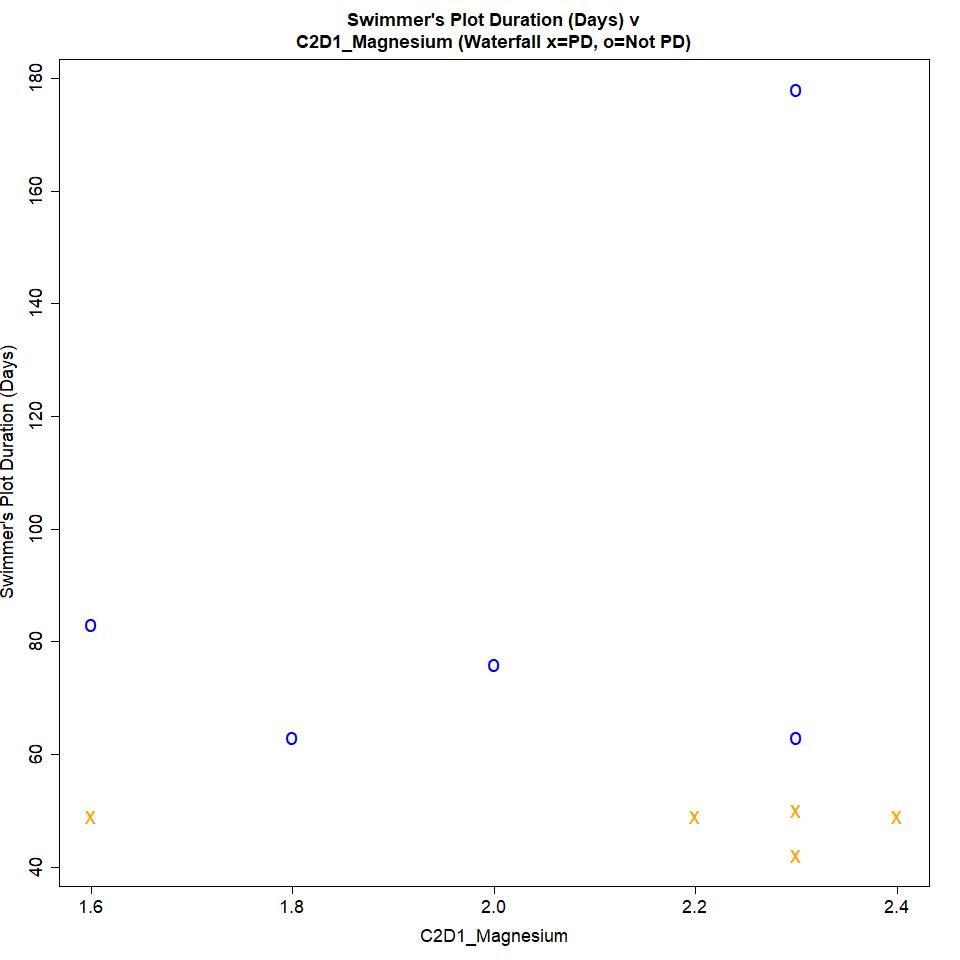 Swimmer's Plot Duration (Days) v
C2D1_Magnesium (Waterfall x=PD, o=Not PD)
Swimmer's Plot Duration (Days)
180
160
140
120
100
80
60
40
o
o
o
o
o
x
x
x
x
x
1.6 1.8 2.0 2.2 2.4
C2D1_Magnesium